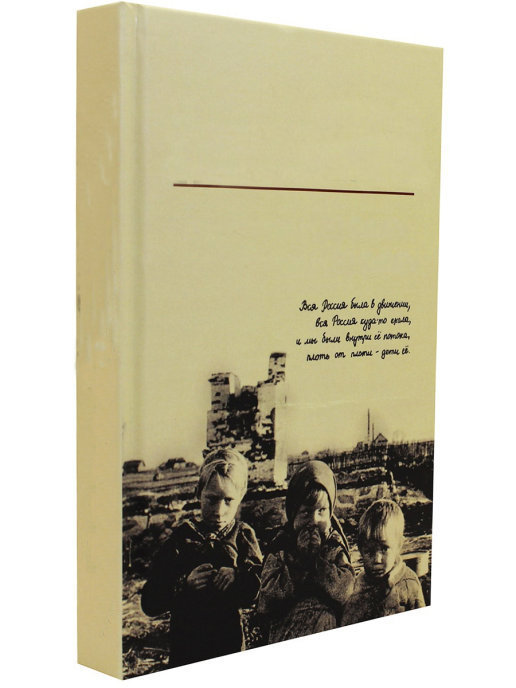 Вся Россия была в движении,
вся Россия куда-то ехала,
и мы были внутри её потока,
плоть от плоти - дети её.